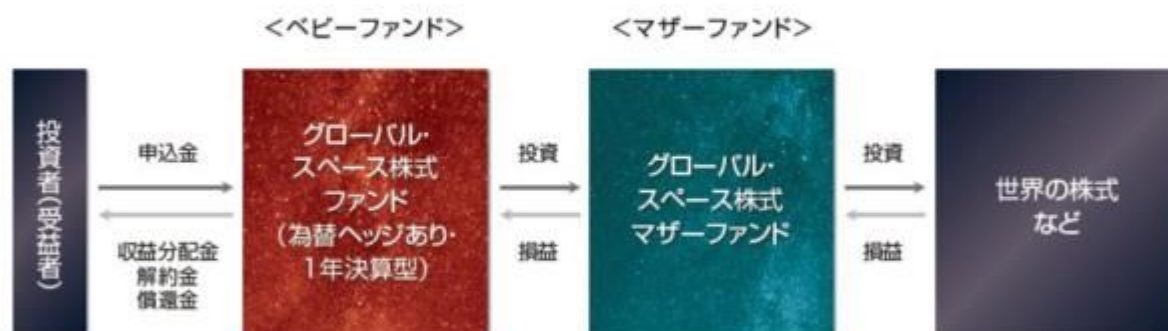 ＜ベビーファンド＞
＜マザーファンド＞
投資者(受益者)
申込金
収益分配金
解約金
償還金
グローバル・
スペース株式
ファンド
（為替ヘッジあり・
1年決算型）
投資
損益
グローバル・
スペース株式
マザーファンド
投資
損益
世界の株式
など